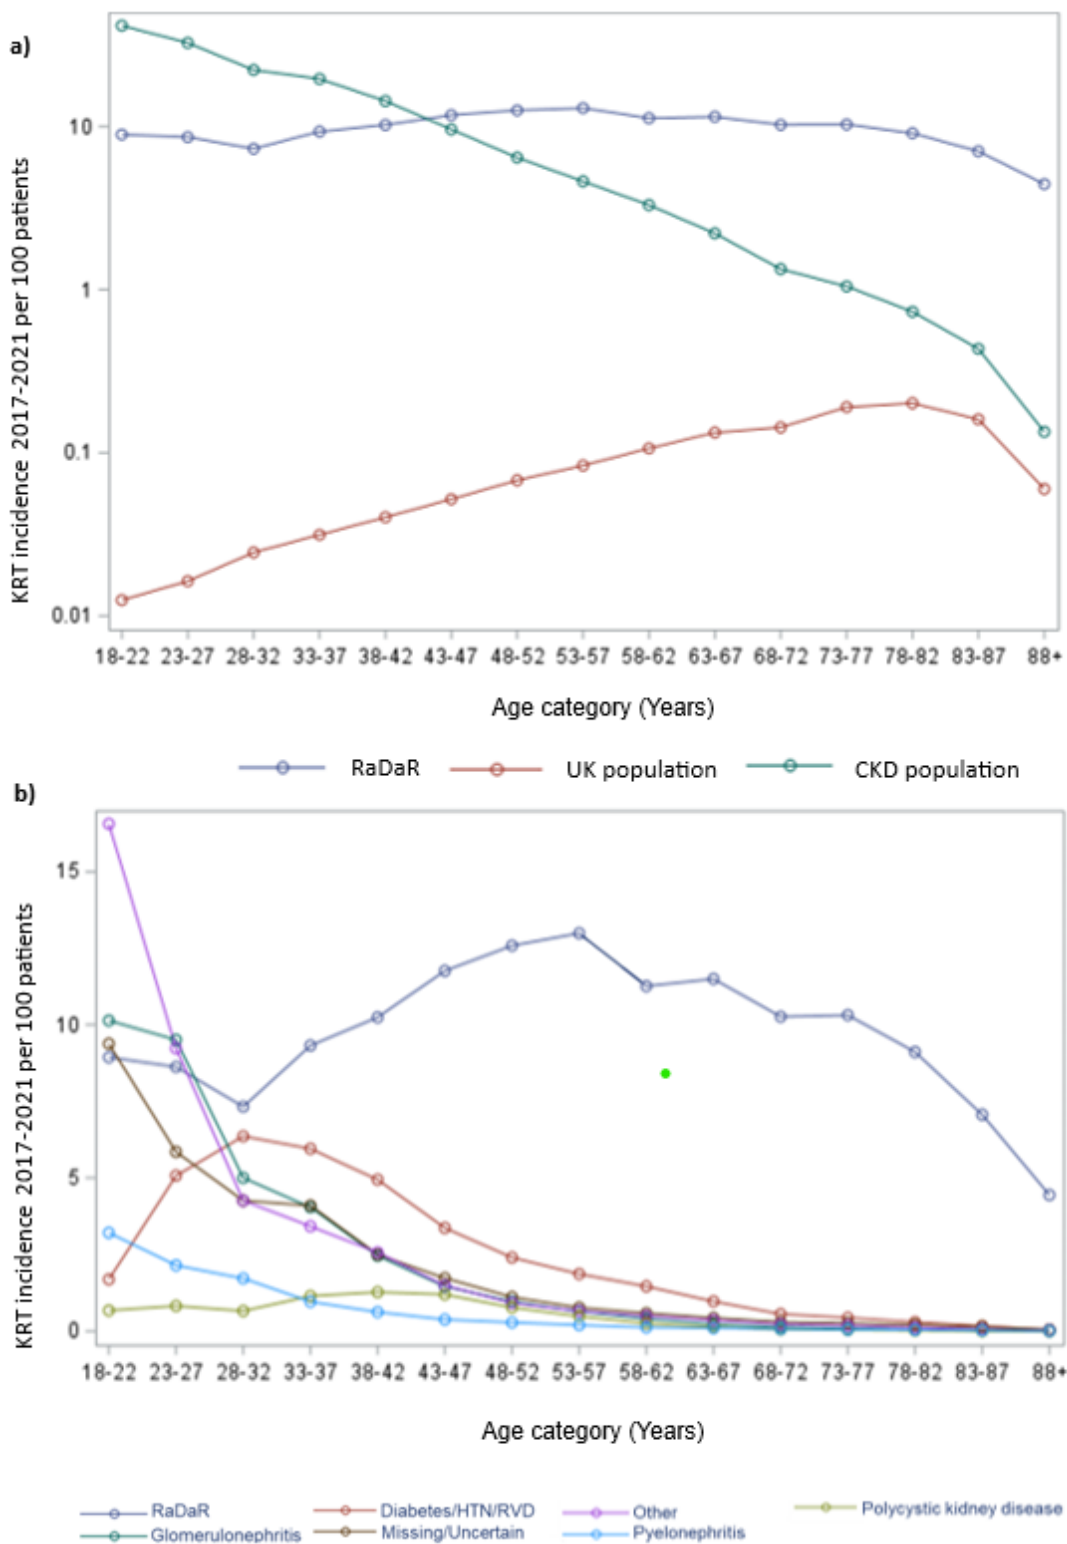 a)
KRT incidence 2017-2021 per 100 patients
10
1
0.1
0.01
18-22 23-27 28-32 33-37 38-42 43-47 48-52 53-57 58-62 63-67 68-72 73-77 78-82 83-87 88+
Age category (Years)
RaDaR UK population CKD population
b)
KRT incidence 2017-2021 per 100 patients
15
10
5
0
18-22 23-27 28-32 33-37 38-42 43-47 48-52 53-57 58-62 63-67 68-72 73-77 78-82 83-87 88+
Age category (Years)
RaDaR Diabetes/HTN/RVD Other Polycystic kidney disease
Glomerulonephritis Missing/Uncertain Pyelonephritis